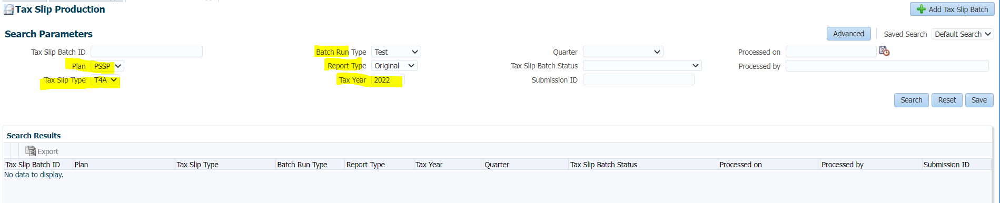 Tax Slip Production
Add Tax Slip Batch
Search Parameters
Advanced
Saved Search Default Search
Tax Slip Batch ID
Batch Run Type Test
Quarter
Processed on
Plan PSSP
Report Type Original
Tax Slip Batch Status
Processed by
Tax Slip Type T4A
Tax Year 2022
Submission ID
Search Reset Save
Search Results
Export
Tax Slip Batch ID Plan Tax Slip Type Batch Run Type Report Type Tax Year Quarter Tax Slip Batch Status Processed on Processed by Submission ID
No data to display.